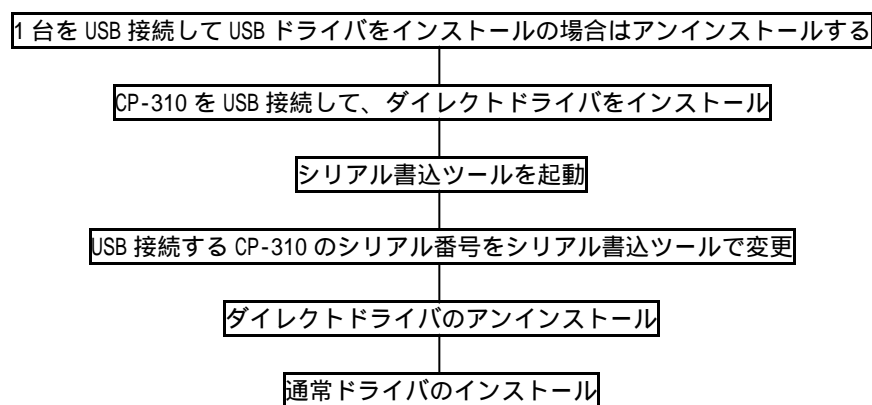 1 台を USB 接続して USB ドライバをインストールの場合はアンインストールする
CP-310 を USB 接続して、ダイレクトドライバをインストール
シリアル書込ツールを起動
USB 接続する CP-310 のシリアル番号をシリアル書込ツールで変更
ダイレクトドライバのアンインストール
通常ドライバのインストール